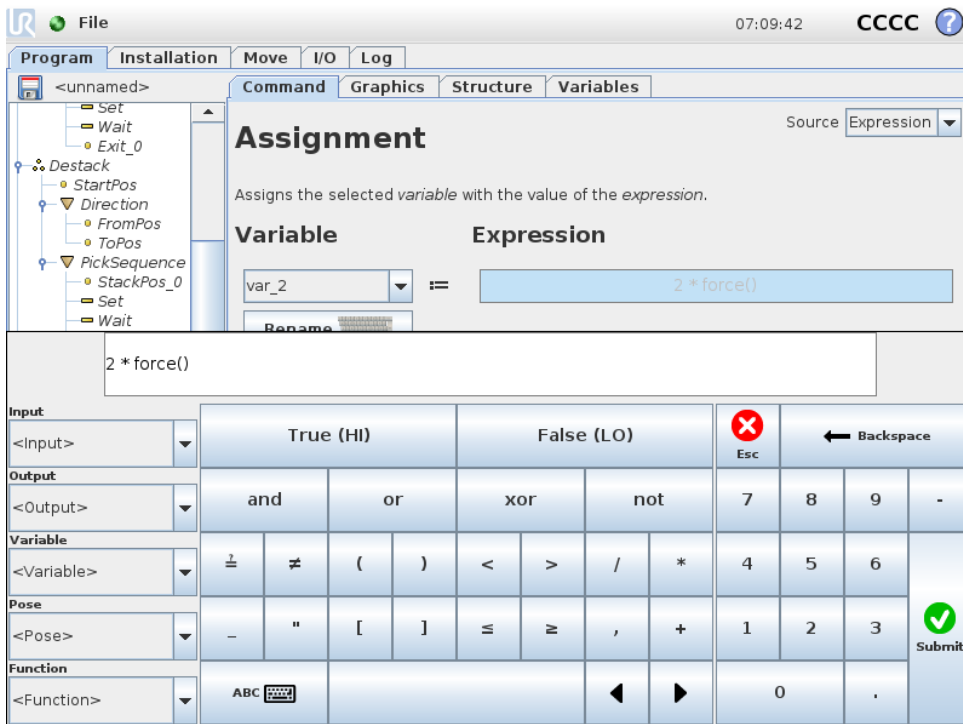 UR File 07:09:42 CCCC ?
Program Installation Move I/O Log
<unnamed> Command Graphics Structure Variables
Set
Wait
Exit_0
Destack
StartPos
Direction
FromPos
ToPos
PickSequence
StackPos_0
Set
Wait
Assignment Source Expression
Assigns the selected variable with the value of the expression.
Variable Expression
var_2 := 2 * force()
Rename
2 * force()
Input
<Input> True (HI) False (LO) Esc Backspace
Output
<Output> and or xor not 7 8 9 -
Variable
<Variable> ≟ ≠ ( ) < > / * 4 5 6
Pose
<Pose> _ " [ ] ≤ ≥ , + 1 2 3 Submit
Function
<Function> ABC 0 .